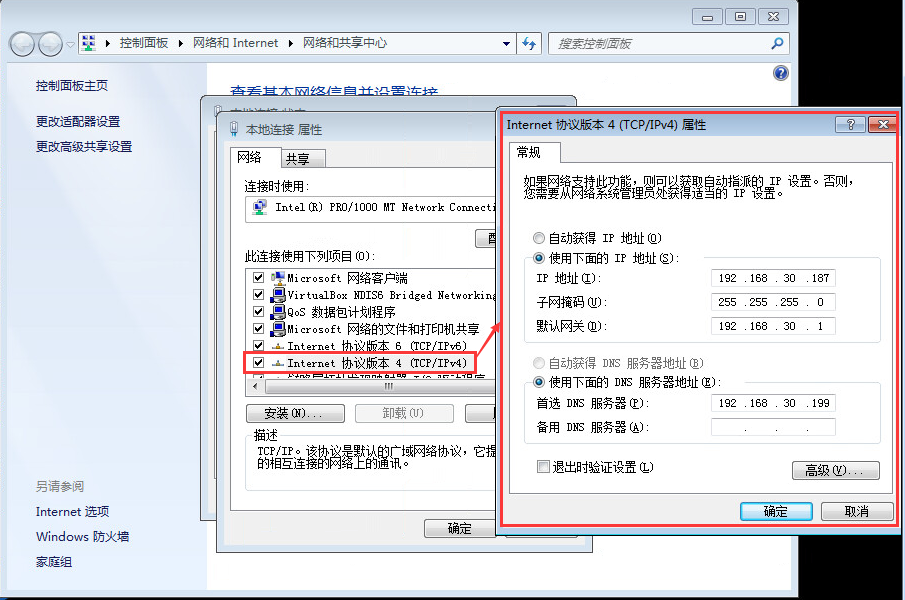 控制面板 ▸ 网络和 Internet ▸ 网络和共享中心
搜索控制面板
控制面板主页
更改适配器设置
更改高级共享设置
另请参阅
Internet 选项
Windows 防火墙
家庭组
查看基本网络信息并设置连接
本地连接 状态
本地连接 属性
网络
共享
连接时使用:
Intel(R) PRO/1000 MT Network Connecti
此连接使用下列项目(O):
Microsoft 网络客户端
VirtualBox NDIS6 Bridged Networking
QoS 数据包计划程序
Microsoft 网络的文件和打印机共享
Internet 协议版本 6 (TCP/IPv6)
Internet 协议版本 4 (TCP/IPv4)
安装(N)...
卸载(U)
描述
TCP/IP。该协议是默认的广域网络协议，它提
的相互连接的网络上的通讯。
确定
Internet 协议版本 4 (TCP/IPv4) 属性
常规
如果网络支持此功能，则可以获取自动指派的 IP 设置。否则，
您需要从网络系统管理员处获得适当的 IP 设置。
自动获得 IP 地址(O)
使用下面的 IP 地址(S):
IP 地址(I): 192 .168 . 30 .187
子网掩码(U): 255 .255 .255 . 0
默认网关(D): 192 .168 . 30 . 1
自动获得 DNS 服务器地址(B)
使用下面的 DNS 服务器地址(E):
首选 DNS 服务器(P): 192 .168 . 30 .199
备用 DNS 服务器(A): . . .
退出时验证设置(L)
高级(V)...
确定
取消